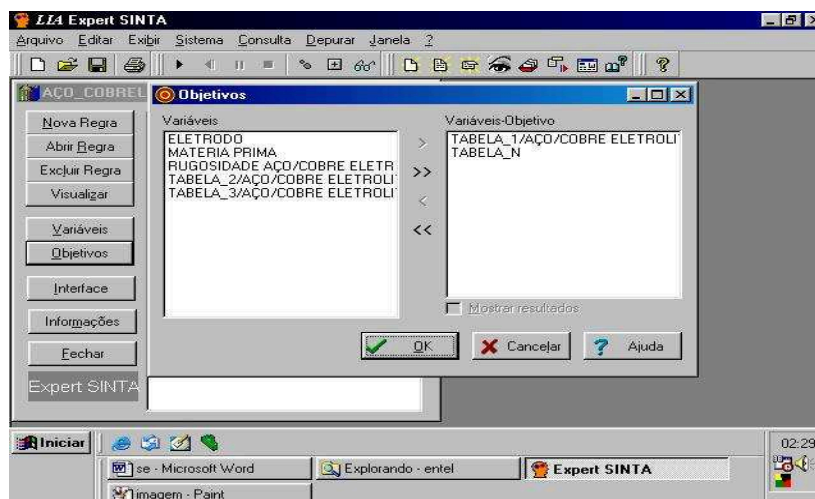 LIA Expert SINTA
Arquivo Editar Exibir Sistema Consulta Depurar Janela ?
AÇO_COBREL
Objetivos
Nova Regra
Abrir Regra
Excluir Regra
Visualizar
Variáveis
Objetivos
Interface
Informações
Fechar
Expert SINTA
Variáveis
ELETRODO
MATERIA PRIMA
RUGOSIDADE AÇO/COBRE ELETR
TABELA_2/AÇO/COBRE ELETROLI
TABELA_3/AÇO/COBRE ELETROLI
>
>>
<
<<
Variáveis-Objetivo
TABELA_1/AÇO/COBRE ELETROLI
TABELA_N
Mostrar resultados
OK
Cancelar
? Ajuda
Iniciar
02:29
se - Microsoft Word
Explorando - entel
Expert SINTA
imagem - Paint